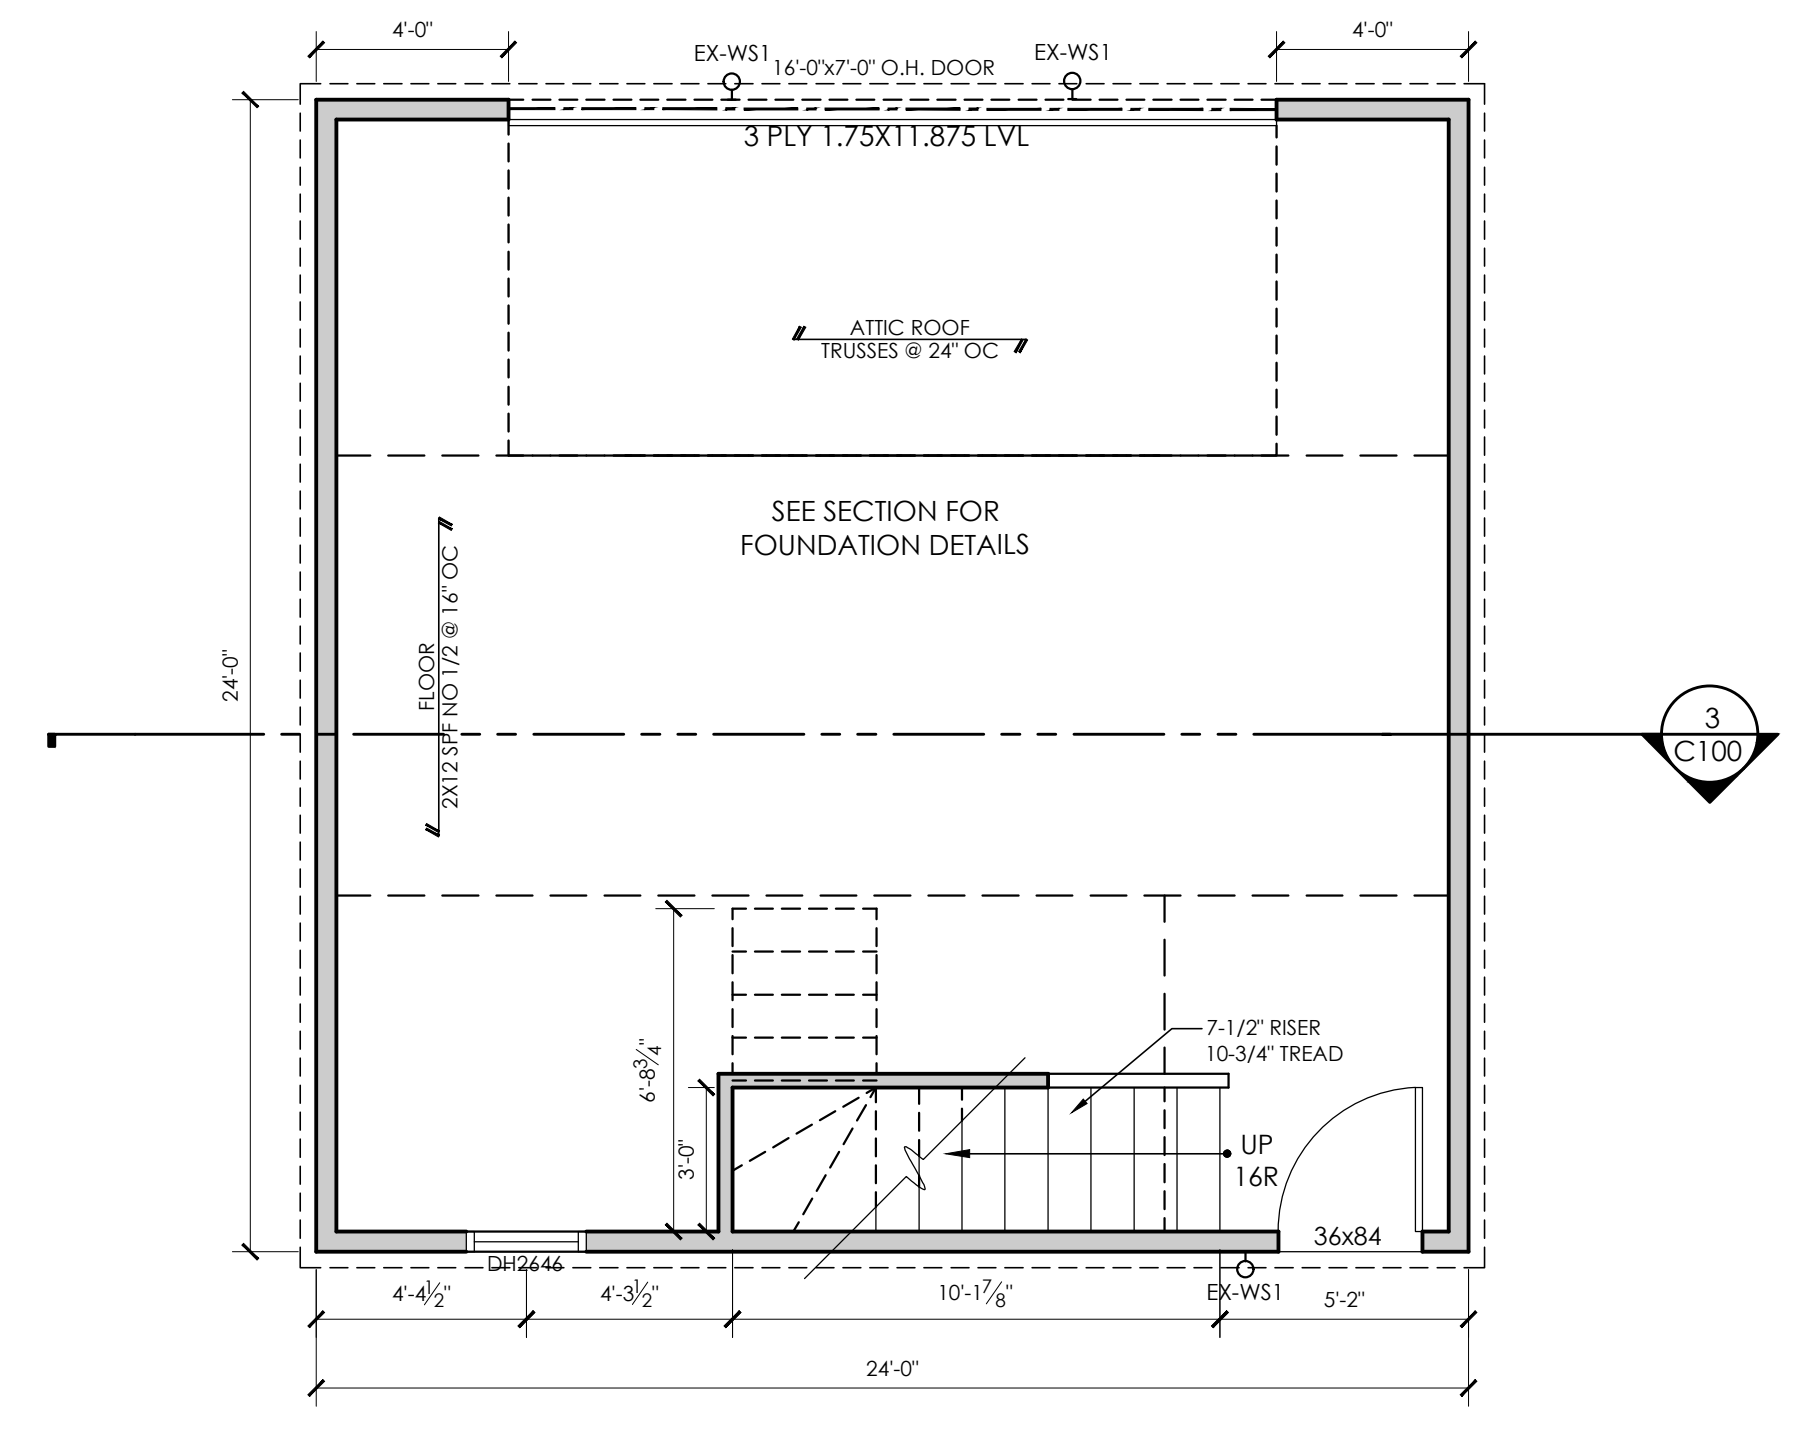 4'-0"
4'-0"
EX-WS1
EX-WS1
16'-0"x7'-0" O.H. DOOR
3 PLY 1.75X11.875 LVL
ATTIC ROOF
TRUSSES @ 24" OC
SEE SECTION FOR
FOUNDATION DETAILS
FLOOR
2X12 SPF NO 1/2 @ 16" OC
24'-0"
3
C100
7-1/2" RISER
10-3/4" TREAD
6'-8¾"
3'-0"
UP
16R
36x84
DH2646
EX-WS1
4'-4½"
4'-3½"
10'-1⅞"
5'-2"
24'-0"